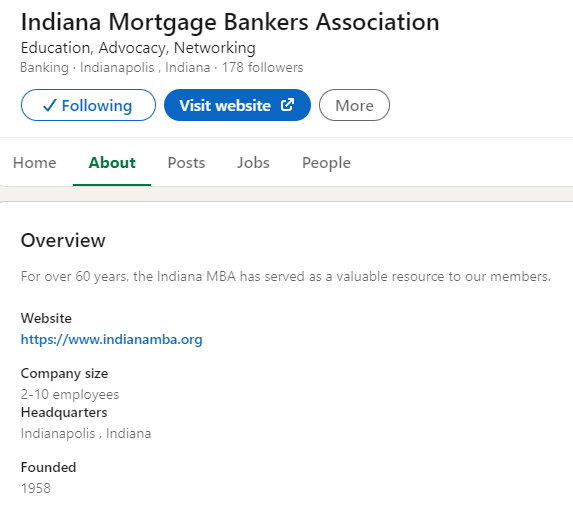 Indiana Mortgage Bankers Association
Education, Advocacy, Networking
Banking · Indianapolis , Indiana · 178 followers
✓ Following Visit website More
Home About Posts Jobs People
Overview
For over 60 years, the Indiana MBA has served as a valuable resource to our members.
Website
https://www.indianamba.org
Company size
2-10 employees
Headquarters
Indianapolis , Indiana
Founded
1958